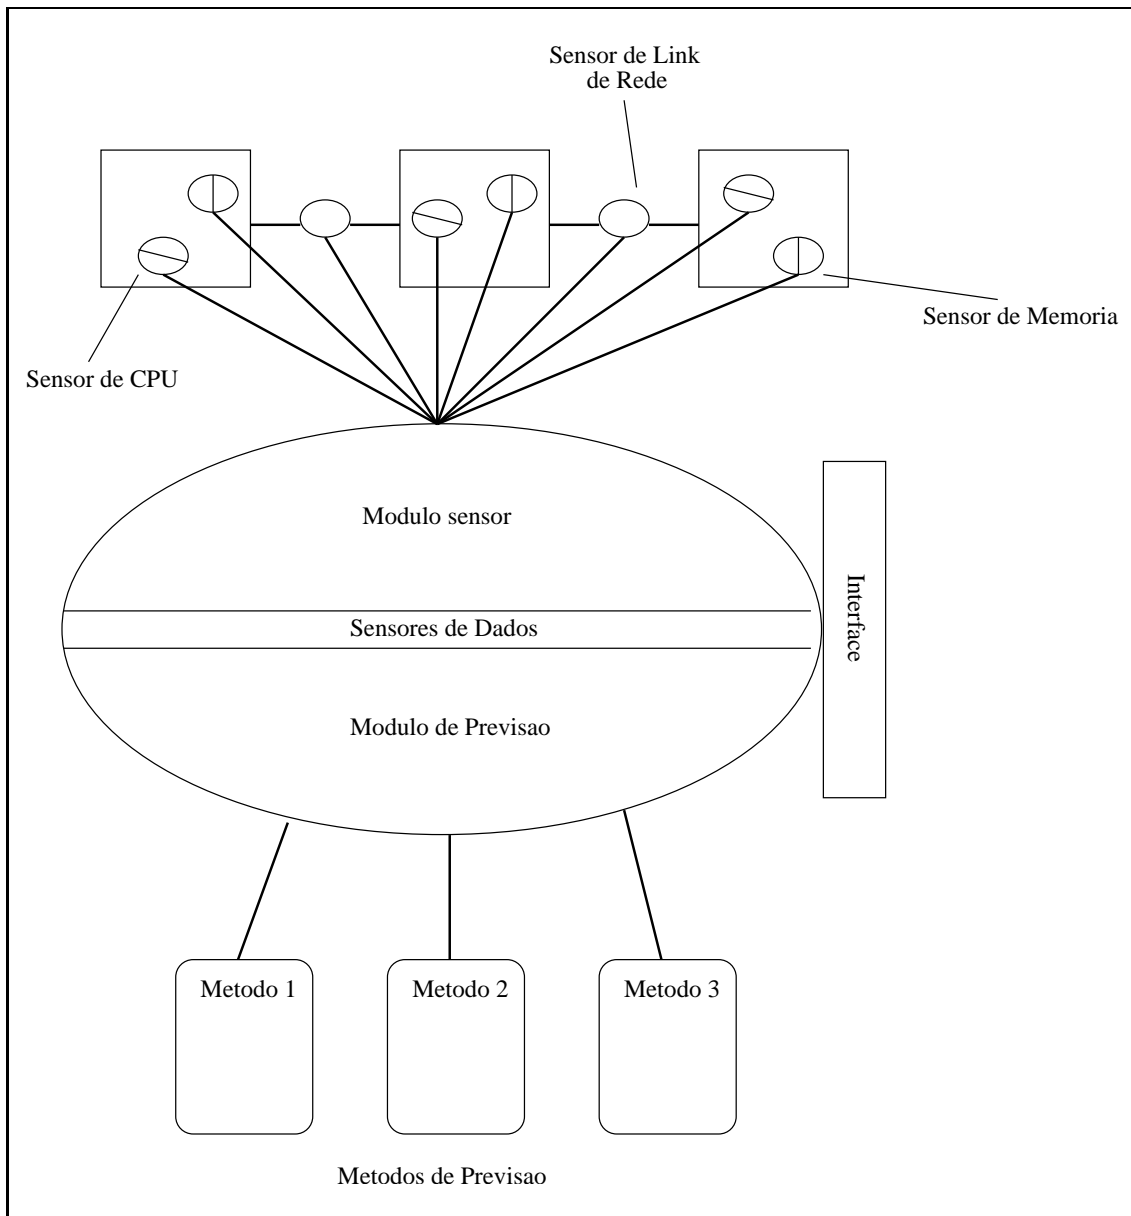 Sensor de Link
de Rede
Sensor de Memoria
Sensor de CPU
Modulo sensor
Interface
Sensores de Dados
Modulo de Previsao
Metodo 1
Metodo 2
Metodo 3
Metodos de Previsao